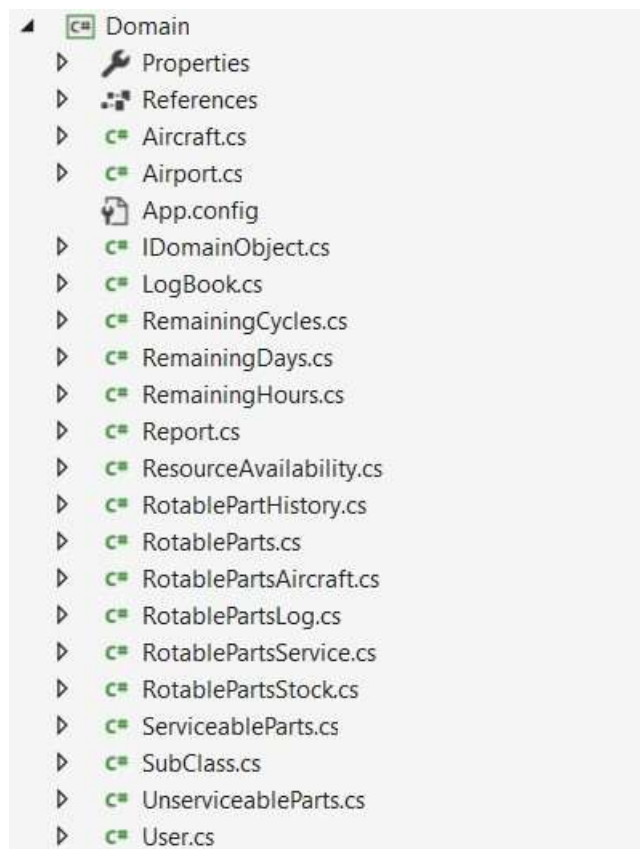 C# Domain
Properties
References
C# Aircraft.cs
C# Airport.cs
App.config
C# IDomainObject.cs
C# LogBook.cs
C# RemainingCycles.cs
C# RemainingDays.cs
C# RemainingHours.cs
C# Report.cs
C# ResourceAvailability.cs
C# RotablePartHistory.cs
C# RotableParts.cs
C# RotablePartsAircraft.cs
C# RotablePartsLog.cs
C# RotablePartsService.cs
C# RotablePartsStock.cs
C# ServiceableParts.cs
C# SubClass.cs
C# UnserviceableParts.cs
C# User.cs